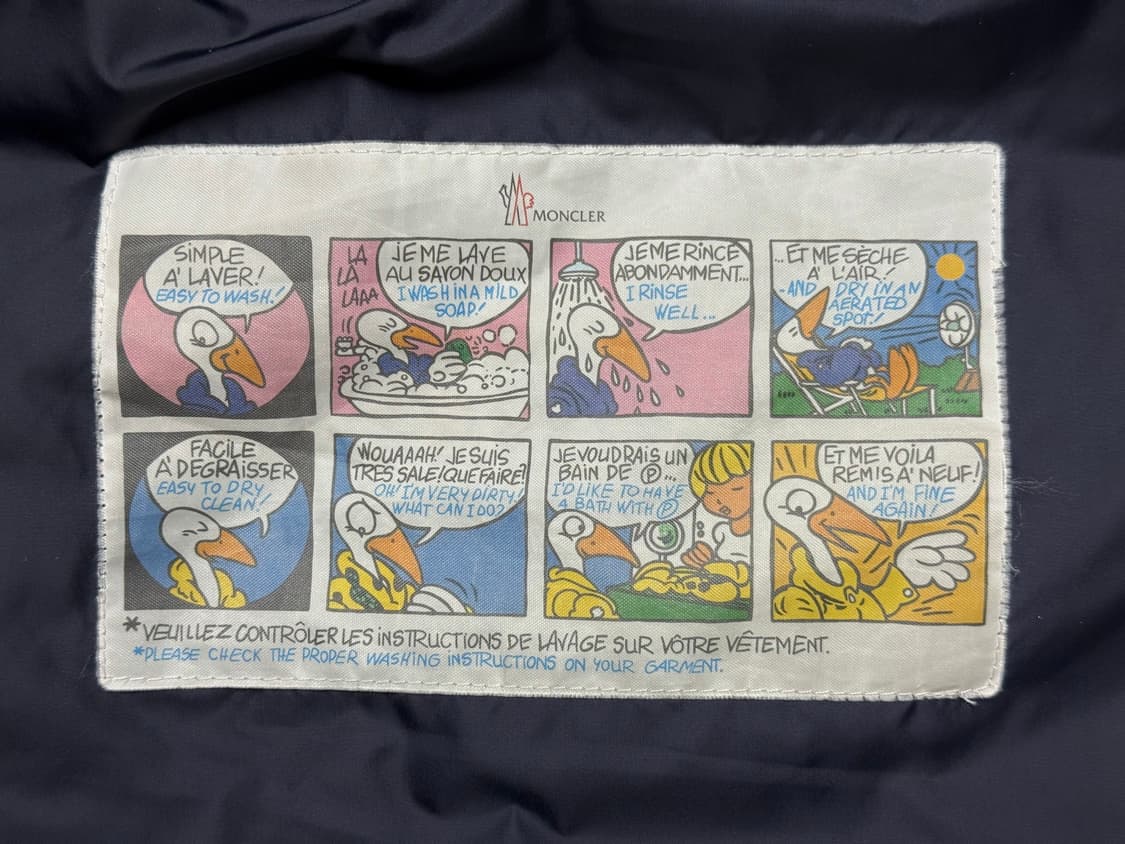 MONCLER
SIMPLE
A' LAVER!
EASY TO WASH!
LA
LÀ
LAAA
JE ME LAVE
AU SAVON DOUX
I WASH IN A MILD
SOAP!
JE ME RINCE
ABONDAMMENT...
I RINSE
WELL...
...ET ME SÈCHE
A' L'AIR!
-AND DRY IN AN
AERATED
SPOT!
FACILE
A' DEGRAISSER
EASY TO DRY
CLEAN!
WOUAAAH! JE SUIS
TRES SALE! QUE FAIRE?
OH! I'M VERY DIRTY!
WHAT CAN I DO?
JE VOUDRAIS UN
BAIN DE Ⓟ...
I'D LIKE TO HAVE
A BATH WITH Ⓟ
ET ME VOILA
REMIS A' NEUF!
AND I'M FINE
AGAIN!
*VEUILLEZ CONTRÔLER LES INSTRUCTIONS DE LAVAGE SUR VÔTRE VÊTEMENT.
*PLEASE CHECK THE PROPER WASHING INSTRUCTIONS ON YOUR GARMENT.